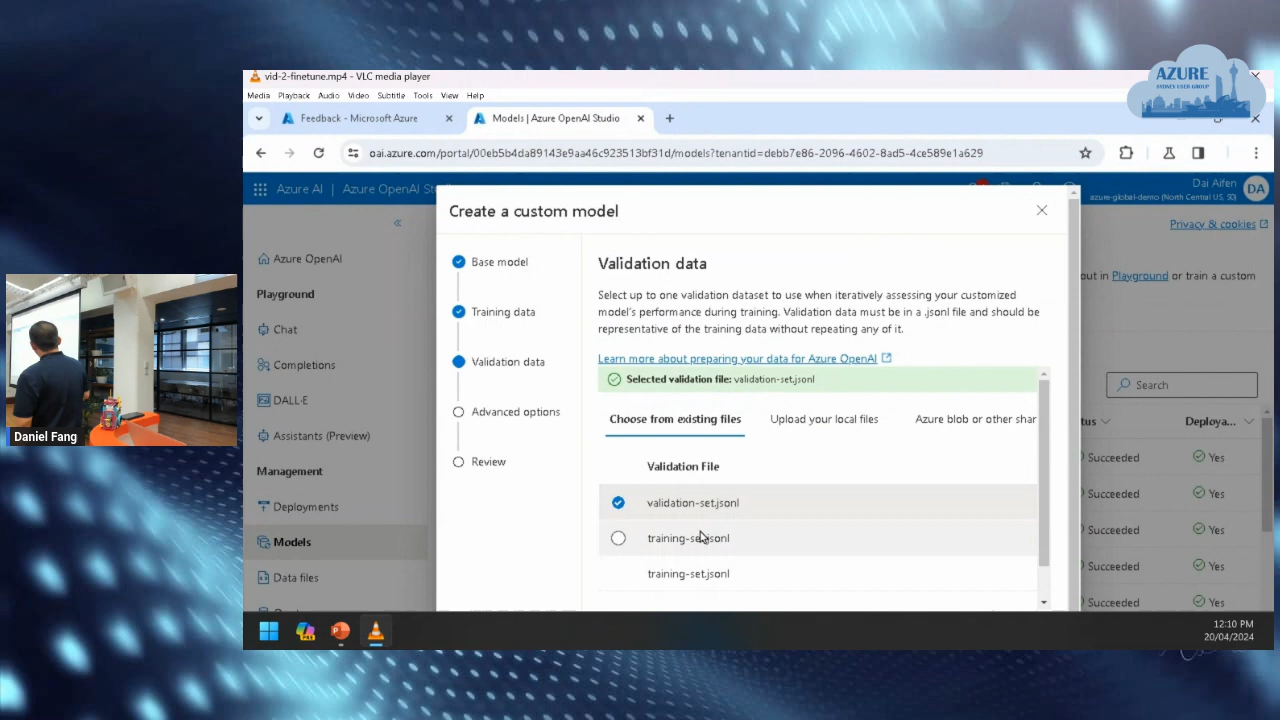 vid-2-finetune.mp4 - VLC media player
Media Playback Audio Video Subtitle Tools View Help
AZURE
SYDNEY USER GROUP
Feedback - Microsoft Azure
Models | Azure OpenAI Studio
oai.azure.com/portal/00eb5b4da89143e9aa46c923513bf31d/models?tenantid=debb7e86-2096-4602-8ad5-4ce589e1a629
Azure AI | Azure OpenAI Stu
Dai Aifen
azure-global-demo (North Central US, S0)
DA
Privacy & cookies
Azure OpenAI
Playground
Chat
Completions
DALL·E
Assistants (Preview)
Management
Deployments
Models
Data files
Create a custom model
Base model
Training data
Validation data
Advanced options
Review
Validation data
Select up to one validation dataset to use when iteratively assessing your customized
model's performance during training. Validation data must be in a .jsonl file and should be
representative of the training data without repeating any of it.
Learn more about preparing your data for Azure OpenAI
Selected validation file: validation-set.jsonl
Choose from existing files
Upload your local files
Azure blob or other shar
Validation File
validation-set.jsonl
training-set.jsonl
training-set.jsonl
out in Playground or train a custom
Search
tus
Deploya...
Succeeded Yes
Succeeded Yes
Succeeded Yes
Succeeded Yes
Succeeded Yes
Daniel Fang
12:10 PM
20/04/2024